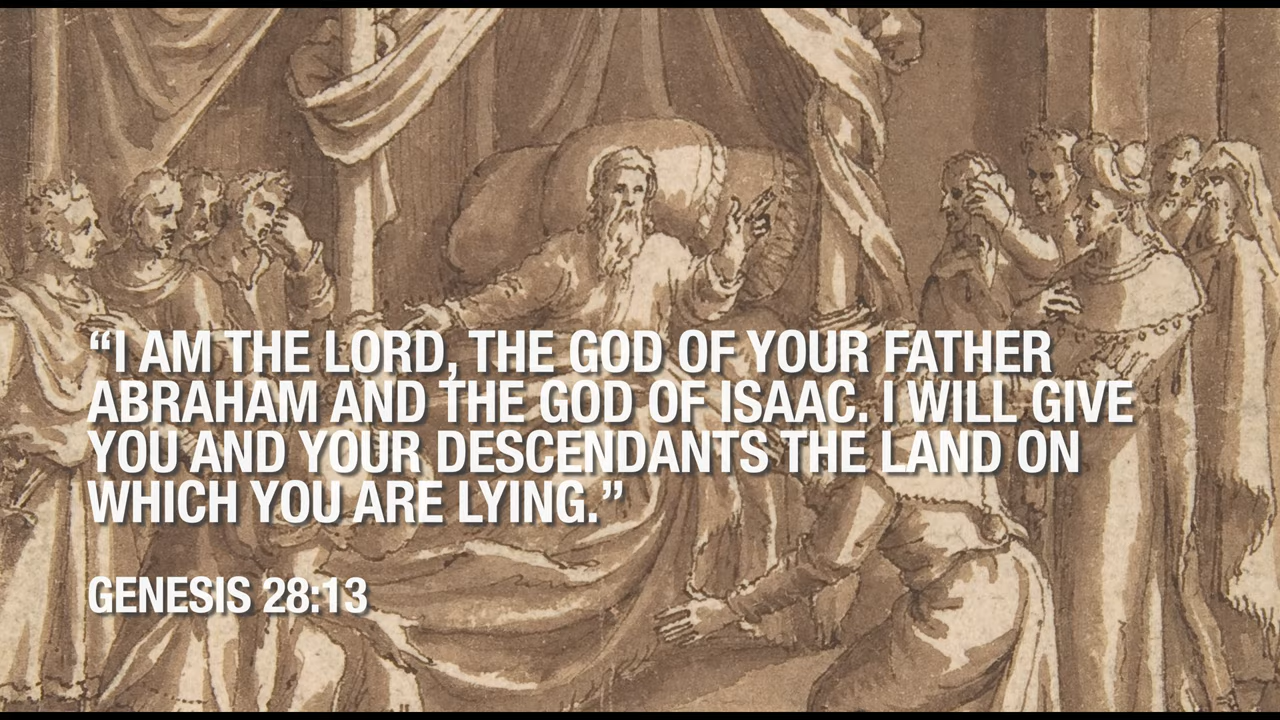 “I AM THE LORD, THE GOD OF YOUR FATHER
ABRAHAM AND THE GOD OF ISAAC. I WILL GIVE
YOU AND YOUR DESCENDANTS THE LAND ON
WHICH YOU ARE LYING.”
GENESIS 28:13